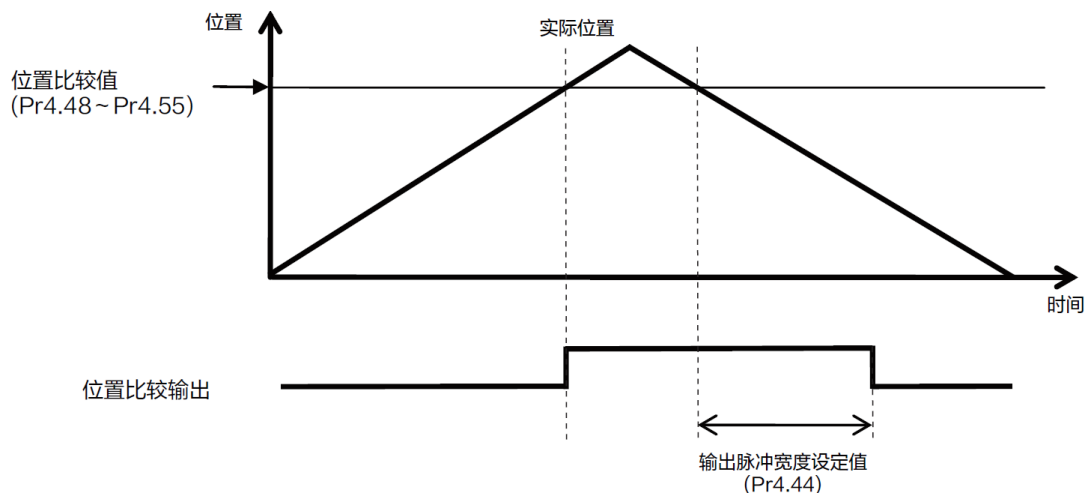 位置
实际位置
位置比较值
(Pr4.48~Pr4.55)
时间
位置比较输出
输出脉冲宽度设定值
(Pr4.44)